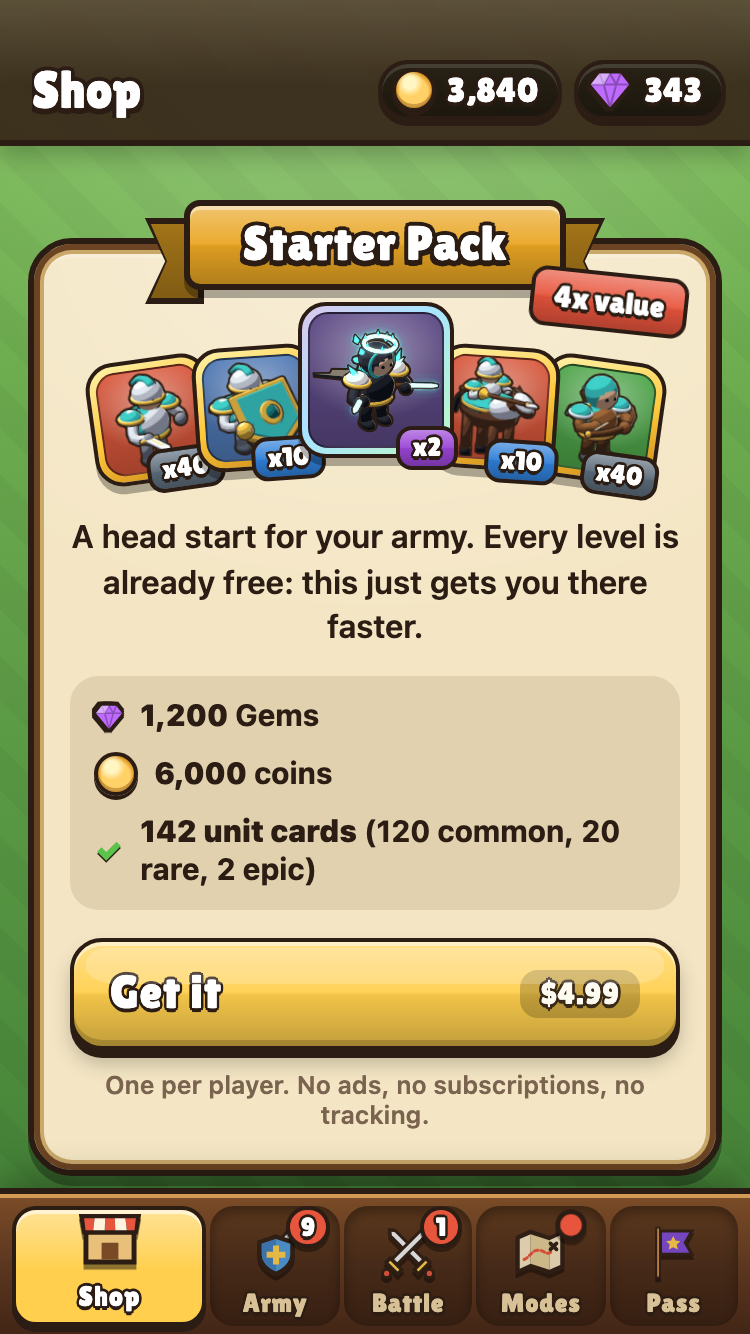 Shop
3,840
343
Starter Pack
4x value
x40
x10
x2
x10
x40
A head start for your army. Every level is
already free: this just gets you there
faster.
1,200 Gems
6,000 coins
142 unit cards (120 common, 20
rare, 2 epic)
Get it
$4.99
One per player. No ads, no subscriptions, no
tracking.
9
1
Shop
Army
Battle
Modes
Pass